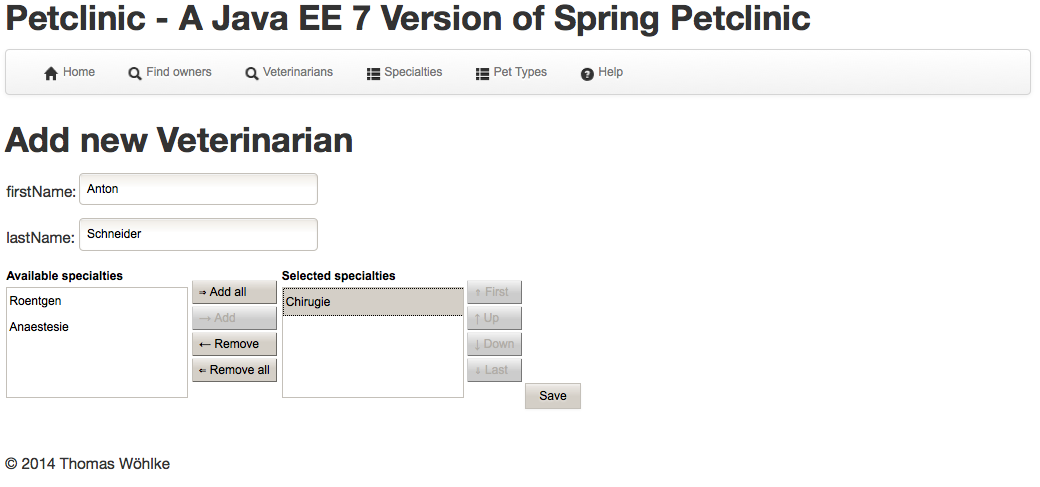 Petclinic - A Java EE 7 Version of Spring Petclinic
Home Find owners Veterinarians Specialties Pet Types ? Help
Add new Veterinarian
firstName: Anton
lastName: Schneider
Available specialties
Roentgen
Anaestesie
⇒ Add all
→ Add
← Remove
⇐ Remove all
Selected specialties
Chirugie
⇑ First
↑ Up
↓ Down
⇓ Last
Save
© 2014 Thomas Wöhlke